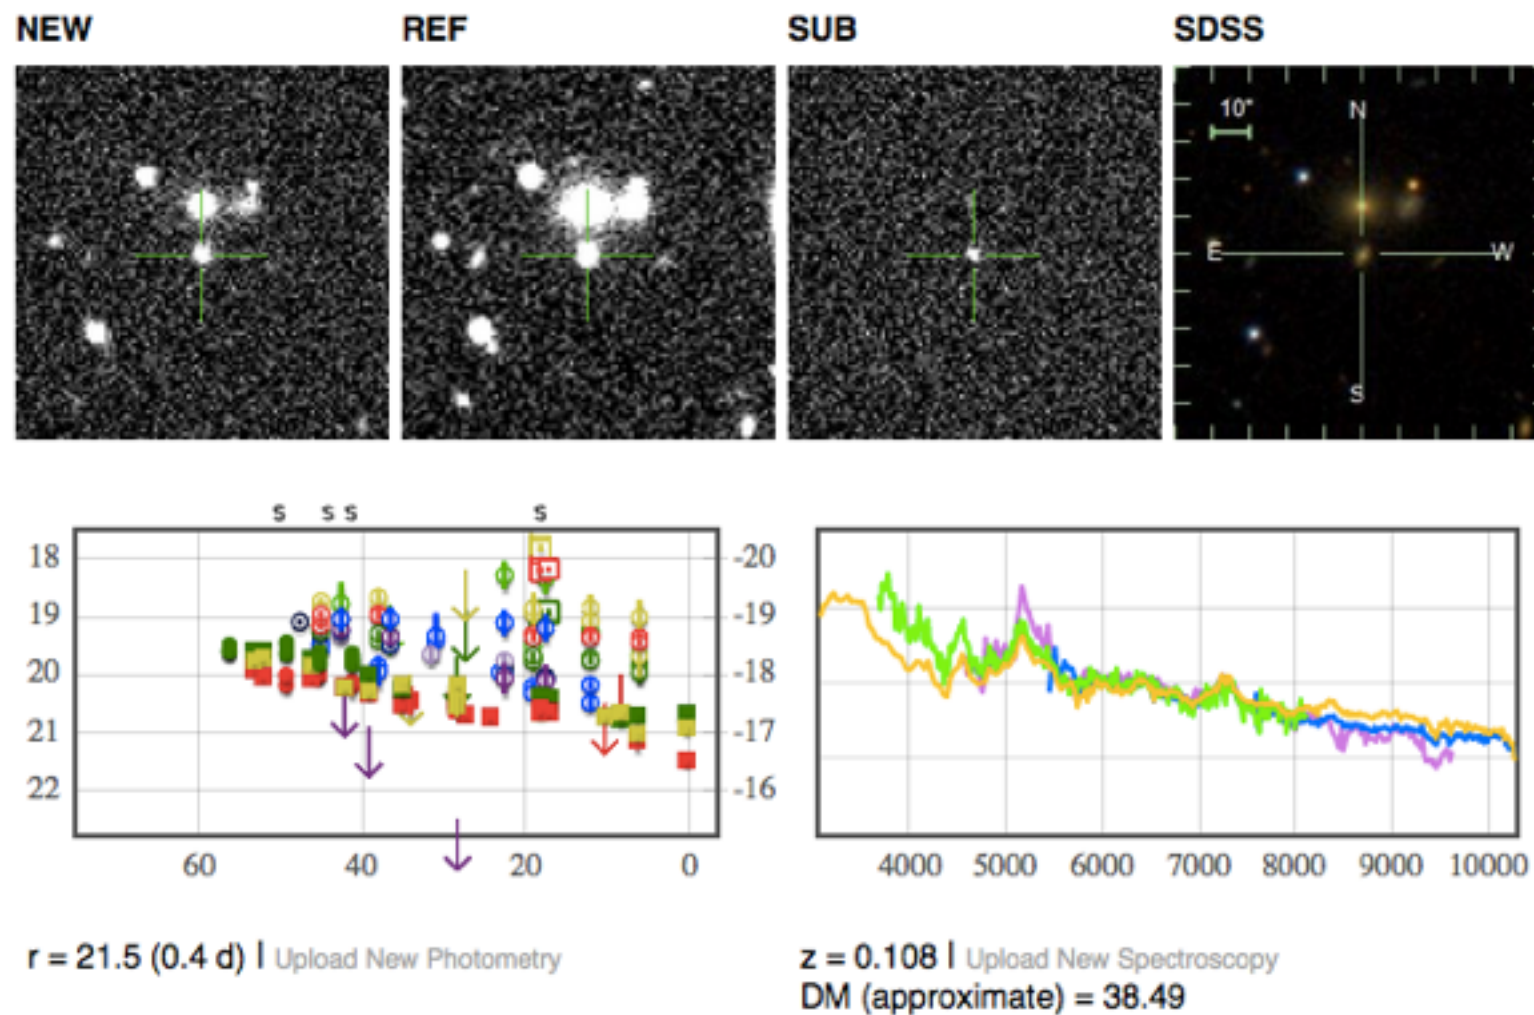 NEW REF SUB SDSS
10"
N
E W
S
S S S S
18 -20
19 -19
20 -18
21 -17
22 -16
60 40 20 0 4000 5000 6000 7000 8000 9000 10000
r = 21.5 (0.4 d) | Upload New Photometry z = 0.108 | Upload New Spectroscopy
DM (approximate) = 38.49